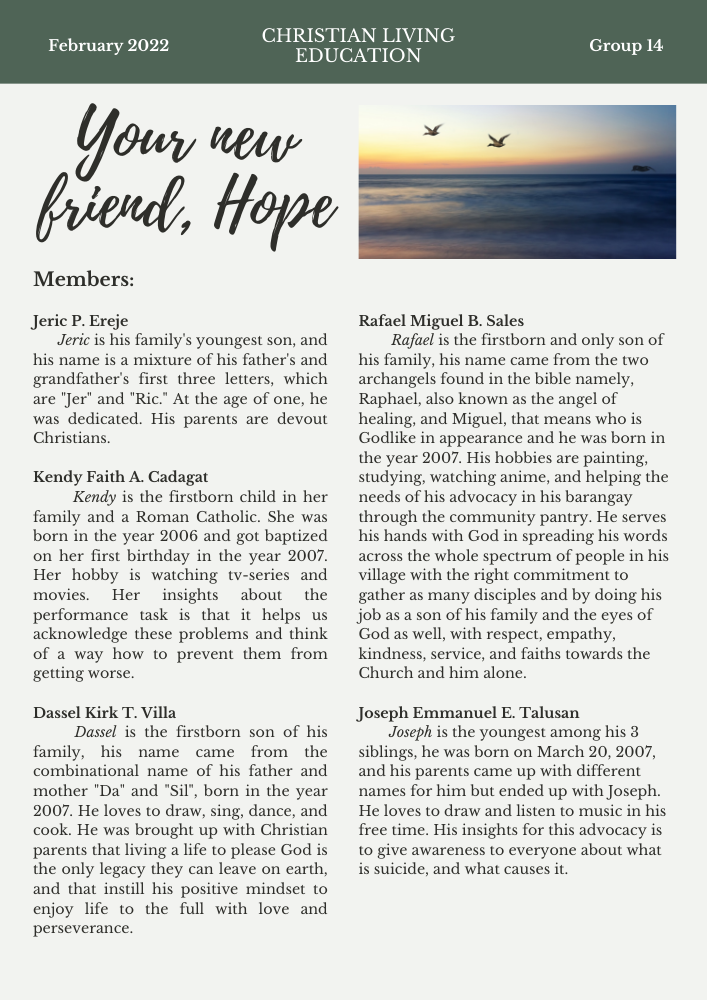 February 2022
CHRISTIAN LIVING
EDUCATION
Group 14
Your new
friend, Hope
Members:
Jeric P. Ereje
Jeric is his family's youngest son, and
his name is a mixture of his father's and
grandfather's first three letters, which
are "Jer" and "Ric." At the age of one, he
was dedicated. His parents are devout
Christians.
Kendy Faith A. Cadagat
Kendy is the firstborn child in her
family and a Roman Catholic. She was
born in the year 2006 and got baptized
on her first birthday in the year 2007.
Her hobby is watching tv-series and
movies. Her insights about the
performance task is that it helps us
acknowledge these problems and think
of a way how to prevent them from
getting worse.
Dassel Kirk T. Villa
Dassel is the firstborn son of his
family, his name came from the
combinational name of his father and
mother "Da" and "Sil", born in the year
2007. He loves to draw, sing, dance, and
cook. He was brought up with Christian
parents that living a life to please God is
the only legacy they can leave on earth,
and that instill his positive mindset to
enjoy life to the full with love and
perseverance.
Rafael Miguel B. Sales
Rafael is the firstborn and only son of
his family, his name came from the two
archangels found in the bible namely,
Raphael, also known as the angel of
healing, and Miguel, that means who is
Godlike in appearance and he was born in
the year 2007. His hobbies are painting,
studying, watching anime, and helping the
needs of his advocacy in his barangay
through the community pantry. He serves
his hands with God in spreading his words
across the whole spectrum of people in his
village with the right commitment to
gather as many disciples and by doing his
job as a son of his family and the eyes of
God as well, with respect, empathy,
kindness, service, and faiths towards the
Church and him alone.
Joseph Emmanuel E. Talusan
Joseph is the youngest among his 3
siblings, he was born on March 20, 2007,
and his parents came up with different
names for him but ended up with Joseph.
He loves to draw and listen to music in his
free time. His insights for this advocacy is
to give awareness to everyone about what
is suicide, and what causes it.